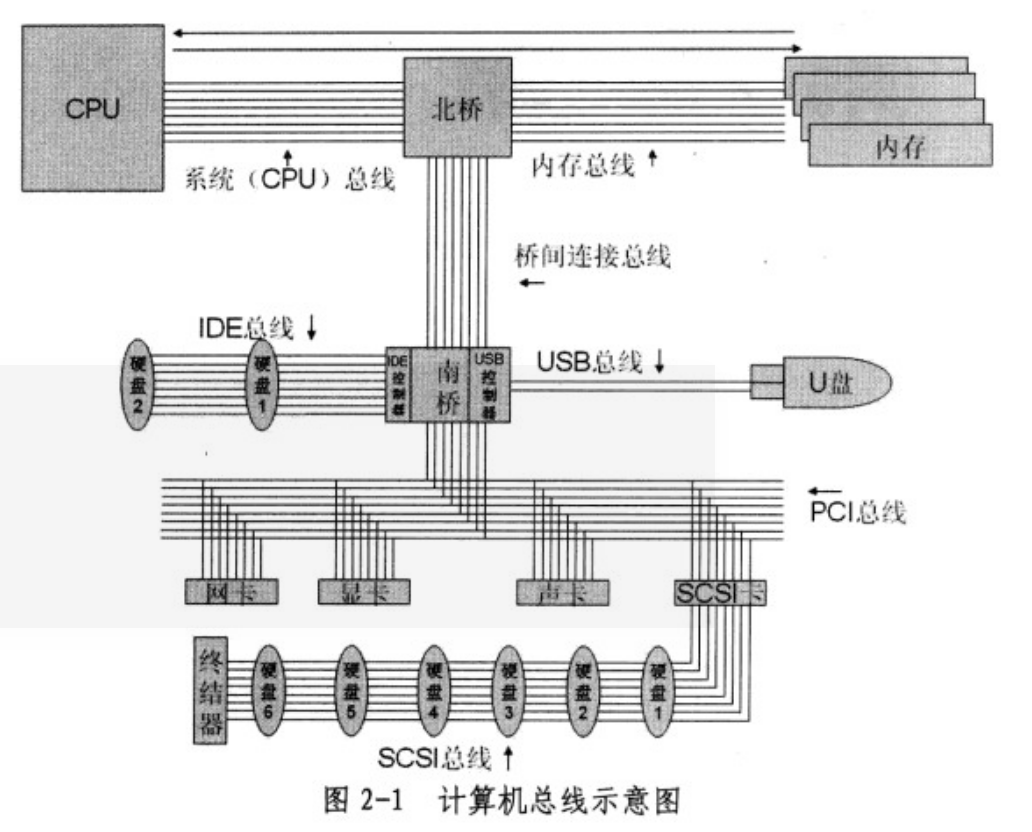 CPU
北桥
内存
系统（CPU）总线
内存总线
桥间连接总线
IDE总线
USB总线
硬盘2
硬盘1
IDE控制器
南桥
USB控制器
U盘
PCI总线
网卡
显卡
声卡
SCSI卡
终结器
硬盘6
硬盘5
硬盘4
硬盘3
硬盘2
硬盘1
SCSI总线
图 2-1 计算机总线示意图